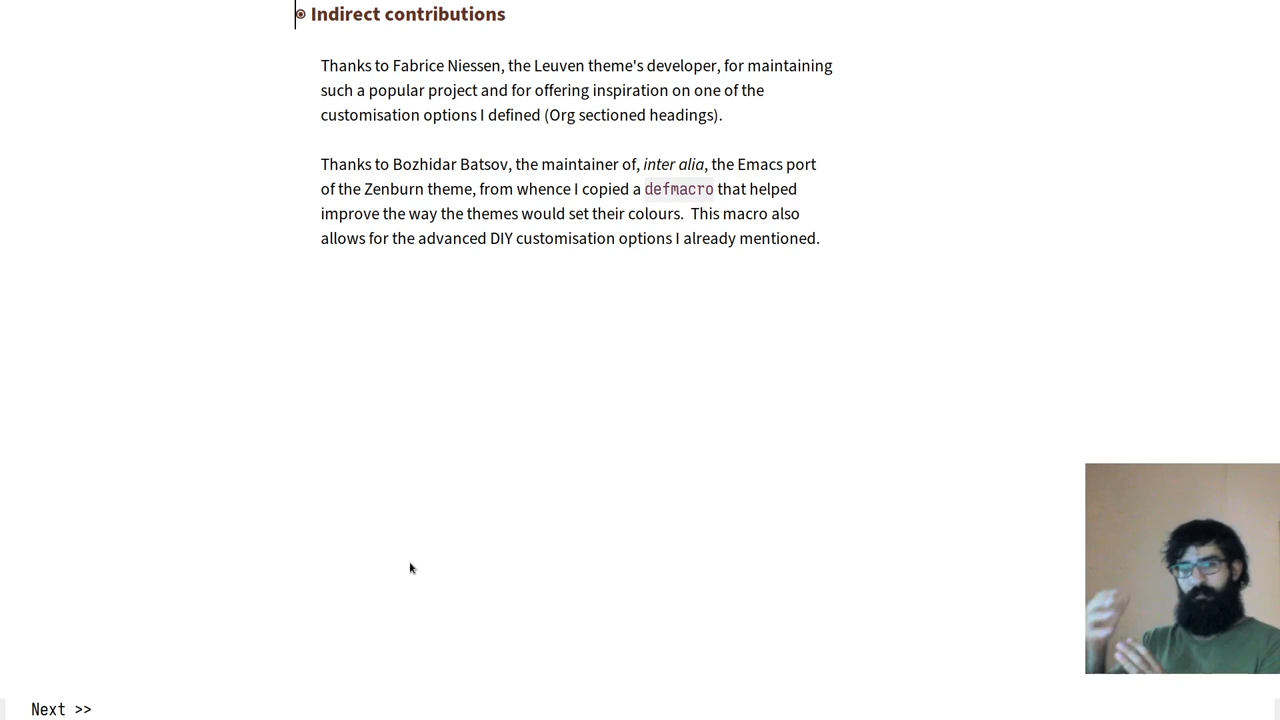 Indirect contributions
Thanks to Fabrice Niessen, the Leuven theme's developer, for maintaining
such a popular project and for offering inspiration on one of the
customisation options I defined (Org sectioned headings).
Thanks to Bozhidar Batsov, the maintainer of, inter alia, the Emacs port
of the Zenburn theme, from whence I copied a defmacro that helped
improve the way the themes would set their colours.  This macro also
allows for the advanced DIY customisation options I already mentioned.
Next >>